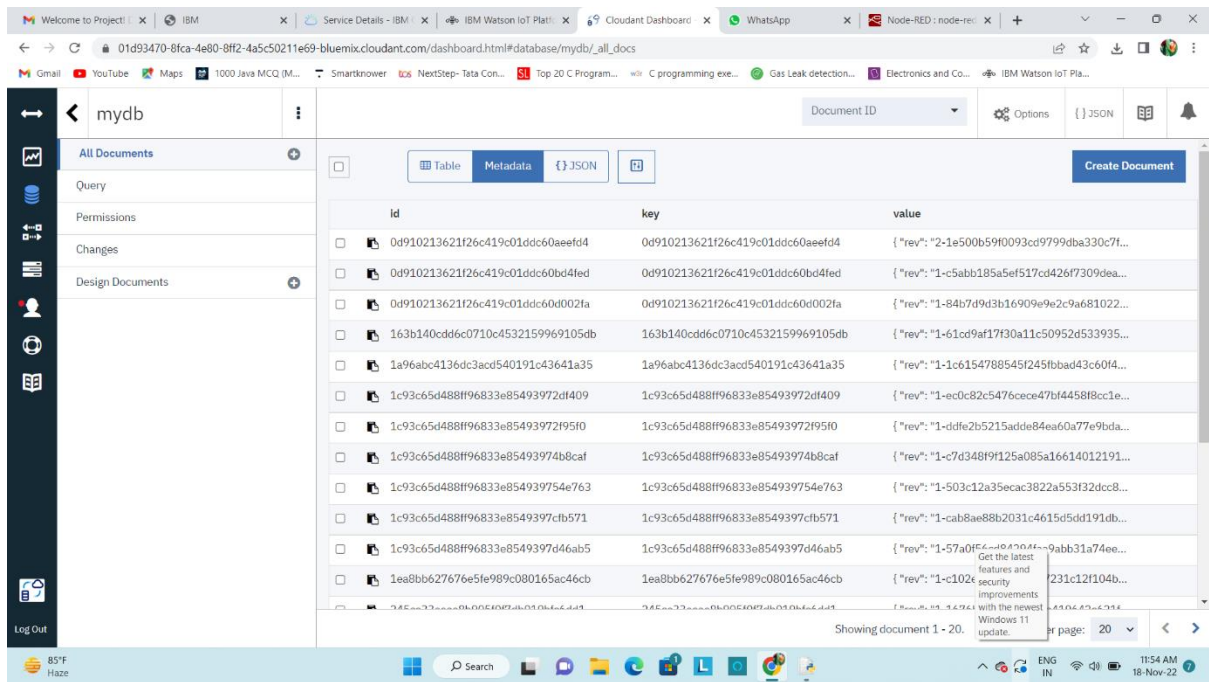 Welcome to Project! (
IBM
Service Details - IBM
IBM Watson IoT Platf
Cloudant Dashboard
WhatsApp
Node-RED : node-red
01d93470-8fca-4e80-8ff2-4a5c50211e69-bluemix.cloudant.com/dashboard.html#database/mydb/_all_docs
Gmail YouTube Maps 1000 Java MCQ (M... Smartknower NextStep- Tata Con... Top 20 C Program... C programming exe... Gas Leak detection... Electronics and Co... IBM Watson IoT Pla...
mydb
Document ID
Options
{ } JSON
All Documents
Query
Permissions
Changes
Design Documents
Log Out
Table Metadata {} JSON
Create Document
id key value
0d910213621f26c419c01ddc60aeefd4 0d910213621f26c419c01ddc60aeefd4 { "rev": "2-1e500b59f0093cd9799dba330c7f...
0d910213621f26c419c01ddc60bd4fed 0d910213621f26c419c01ddc60bd4fed { "rev": "1-c5abb185a5ef517cd426f7309dea...
0d910213621f26c419c01ddc60d002fa 0d910213621f26c419c01ddc60d002fa { "rev": "1-84b7d9d3b16909e9e2c9a681022...
163b140cdd6c0710c4532159969105db 163b140cdd6c0710c4532159969105db { "rev": "1-61cd9af17f30a11c50952d533935...
1a96abc4136dc3acd540191c43641a35 1a96abc4136dc3acd540191c43641a35 { "rev": "1-1c6154788545f245fbbad43c60f4...
1c93c65d488ff96833e85493972df409 1c93c65d488ff96833e85493972df409 { "rev": "1-ec0c82c5476cece47bf4458f8cc1e...
1c93c65d488ff96833e85493972f95f0 1c93c65d488ff96833e85493972f95f0 { "rev": "1-ddfe2b5215adde84ea60a77e9bda...
1c93c65d488ff96833e85493974b8caf 1c93c65d488ff96833e85493974b8caf { "rev": "1-c7d348f9f125a085a16614012191...
1c93c65d488ff96833e854939754e763 1c93c65d488ff96833e854939754e763 { "rev": "1-503c12a35ecac3822a553f32dcc8...
1c93c65d488ff96833e8549397cfb571 1c93c65d488ff96833e8549397cfb571 { "rev": "1-cab8ae88b2031c4615d5dd191db...
1c93c65d488ff96833e8549397d46ab5 1c93c65d488ff96833e8549397d46ab5 { "rev":
1ea8bb627676e5fe989c080165ac46cb 1ea8bb627676e5fe989c080165ac46cb { "rev": "1-c102e 231c12f104b...
Get the latest
features and
security
improvements
with the newest
Windows 11
update.
Showing document 1 - 20. er page: 20
85°F
Haze
Search
ENG
IN
11:54 AM
18-Nov-22
7